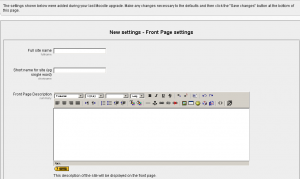 The settings shown below were added during your last Moodle upgrade. Make any changes necessary to the defaults and then click the "Save changes" button at the bottom of
this page.
New settings - Front Page settings
Full site name
fullname
Short name for site (eg
single word)
shortname
Front Page Description
summary
Path:
This description of the site will be displayed on the front page.